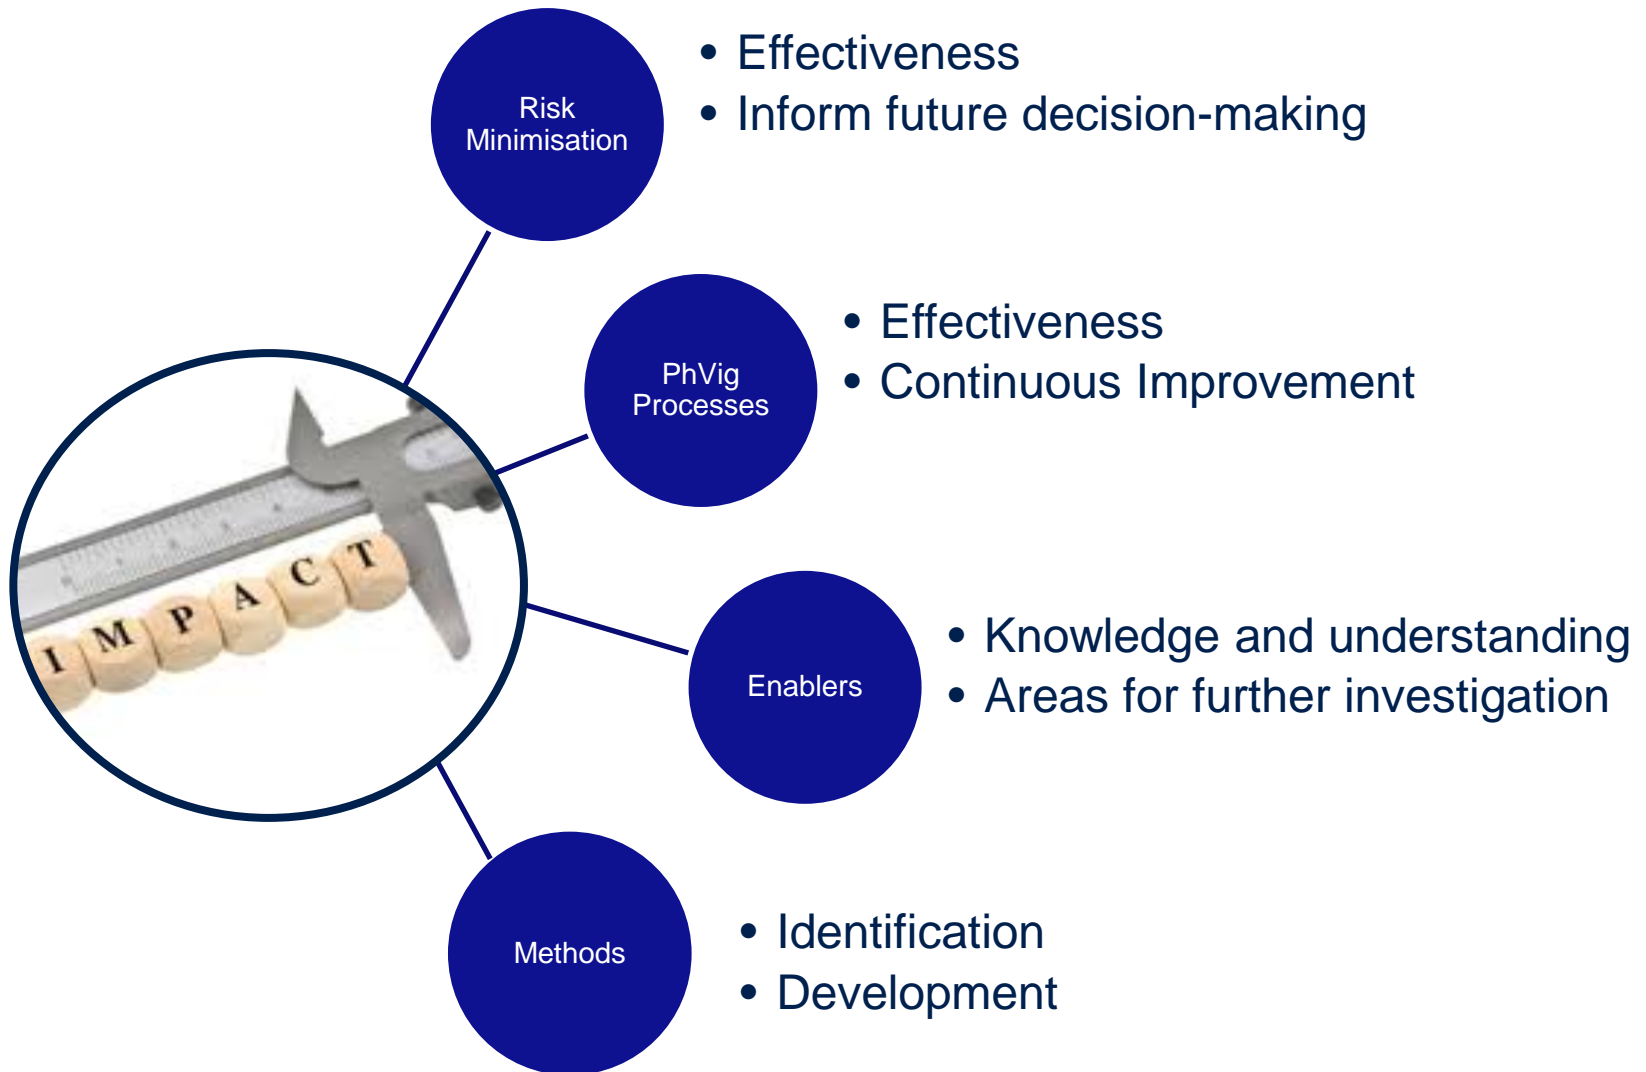 Risk
Minimisation
• Effectiveness
• Inform future decision-making
PhVig
Processes
• Effectiveness
• Continuous Improvement
IMPACT
Enablers
• Knowledge and understanding
• Areas for further investigation
Methods
• Identification
• Development